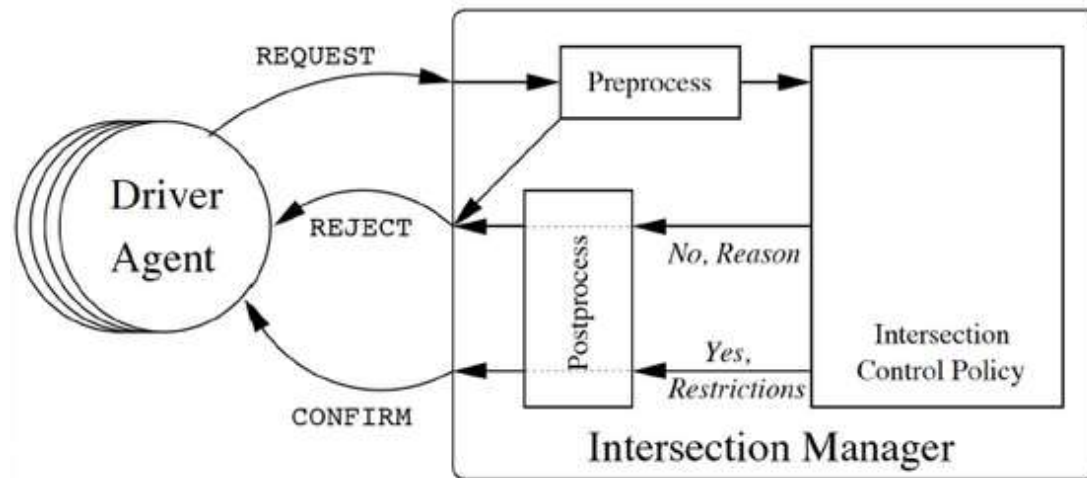 REQUEST
Preprocess
Driver
Agent
REJECT
No, Reason
Postprocess
Yes,
Restrictions
Intersection
Control Policy
CONFIRM
Intersection Manager